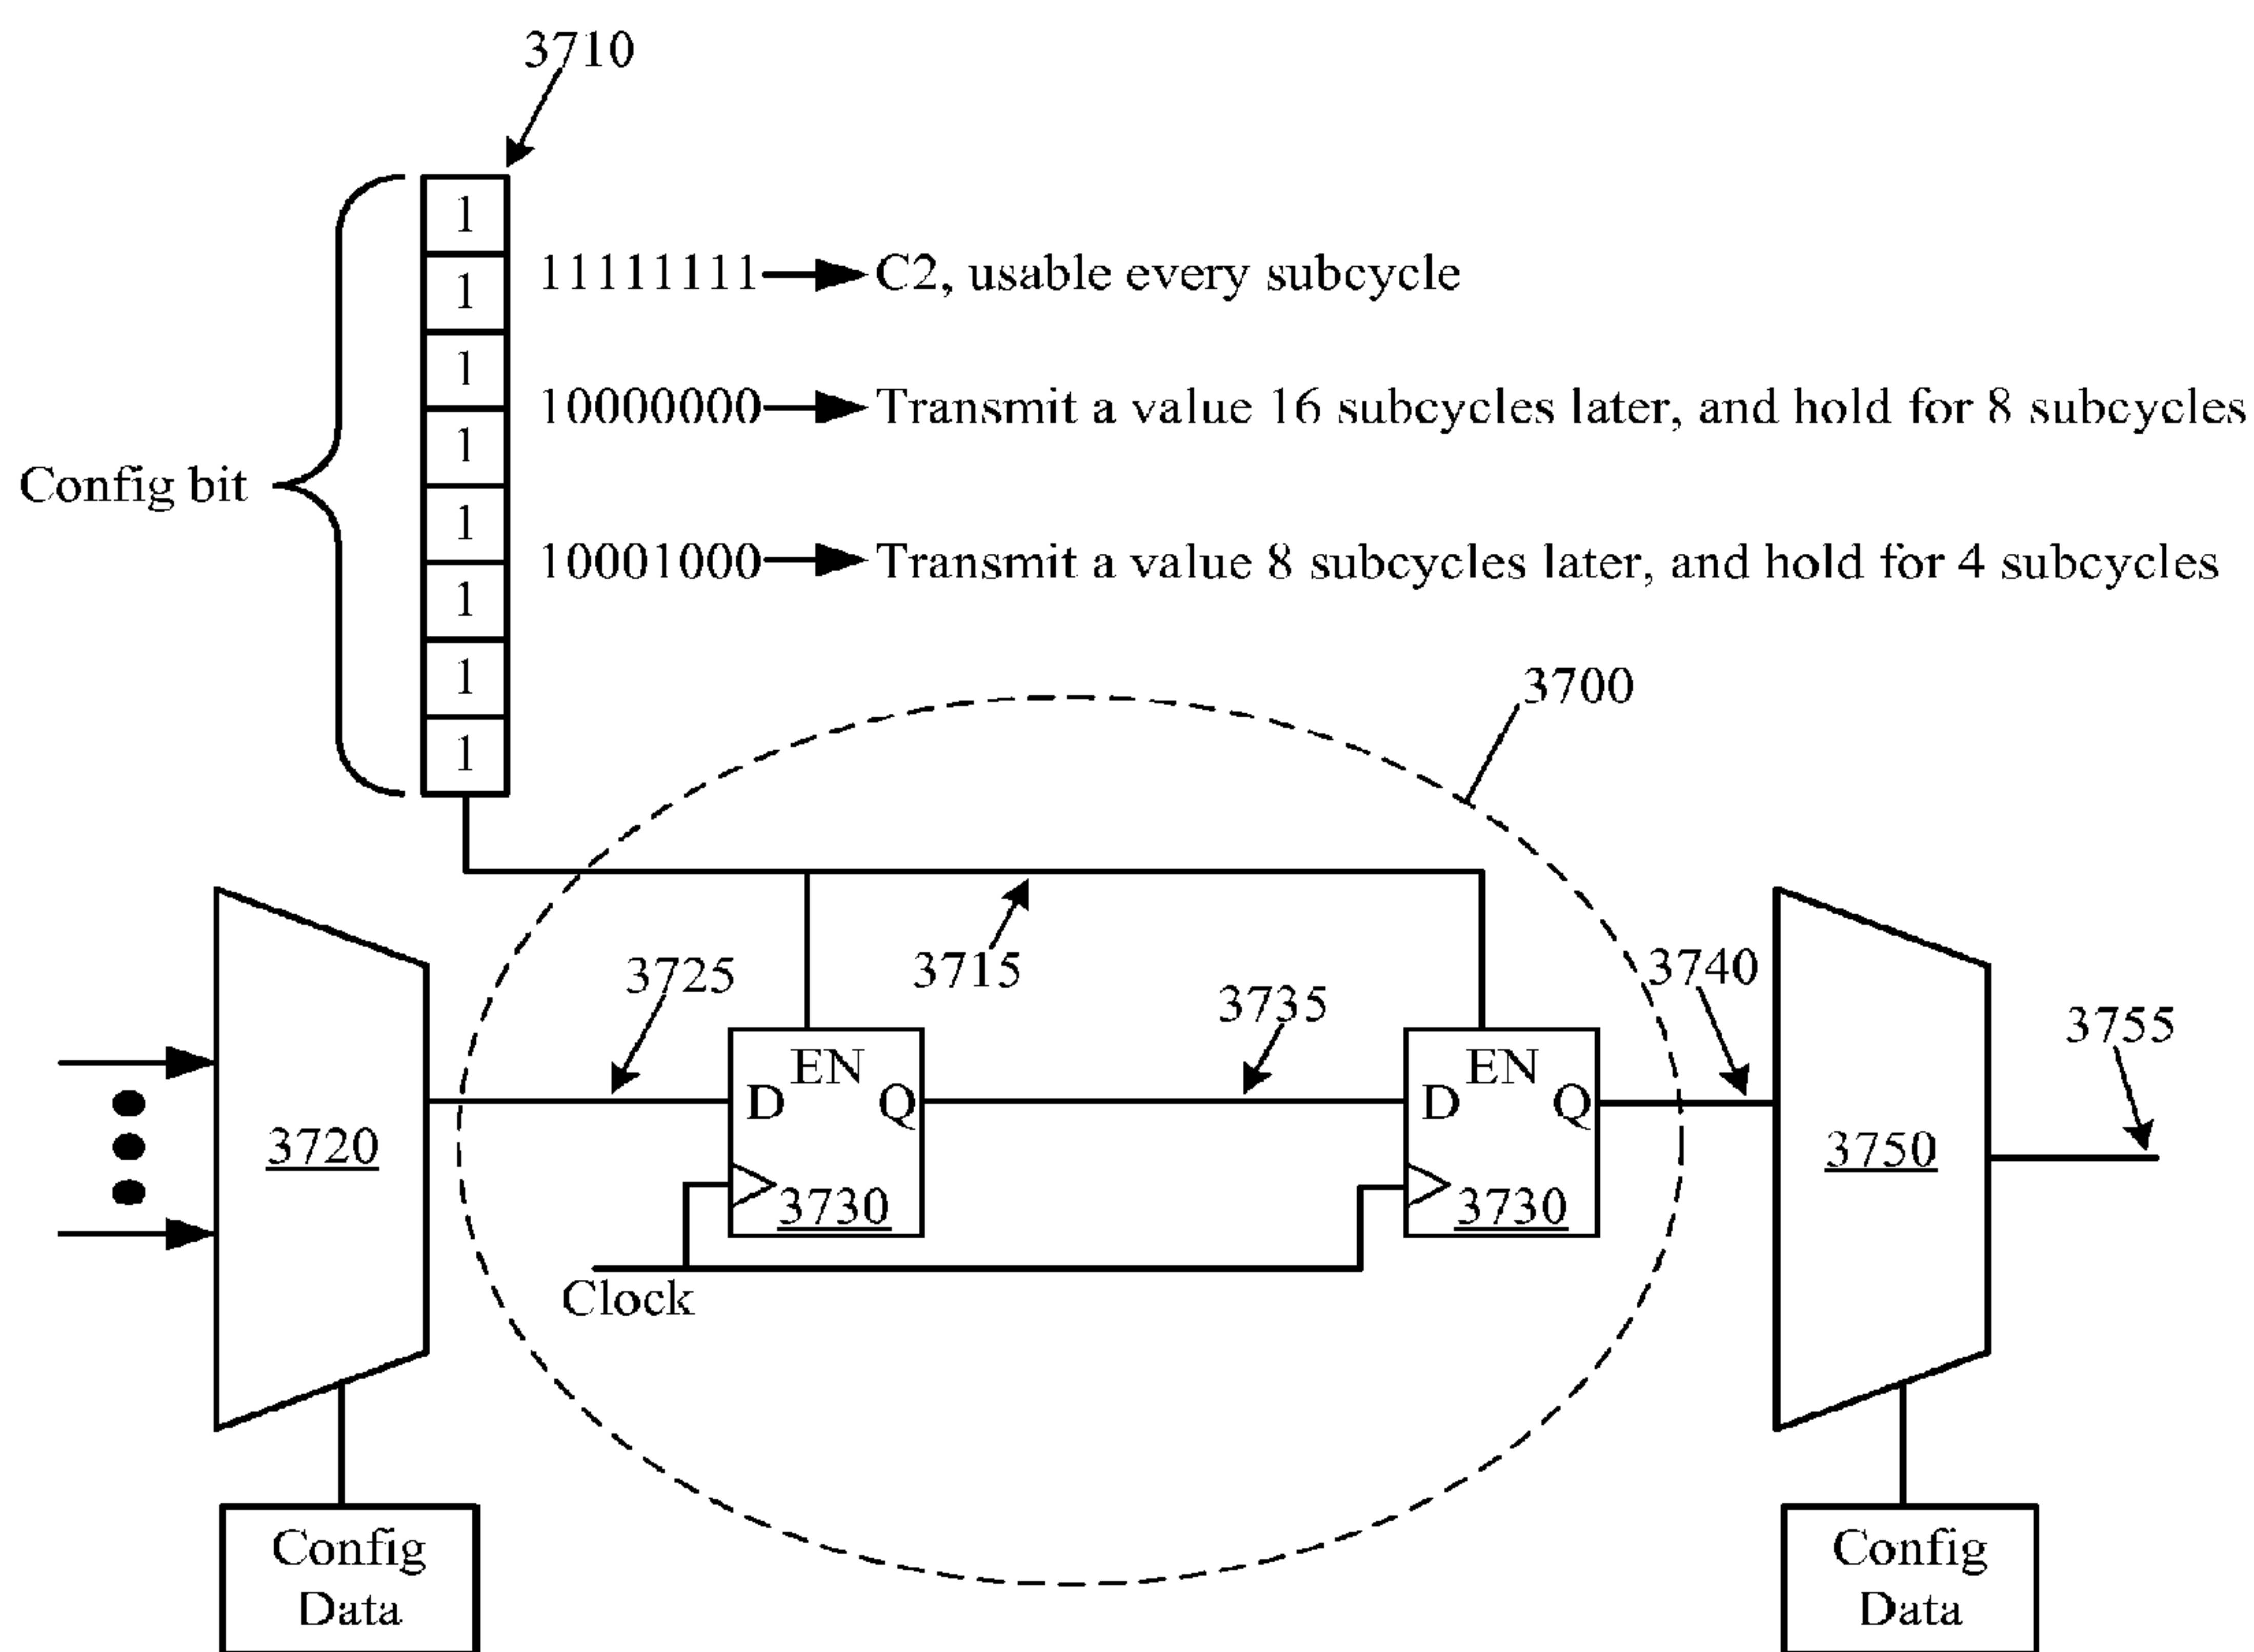 3710
1
1
1
1
1
1
1
1
11111111 C2, usable every subcycle
10000000 Transmit a value 16 subcycles later, and hold for 8 subcycles
Config bit
10001000 Transmit a value 8 subcycles later, and hold for 4 subcycles
3700
3725
3715
3735
3740
3755
EN
D Q
3730
EN
D Q
3730
3720
3750
Clock
Config
Data
Config
Data